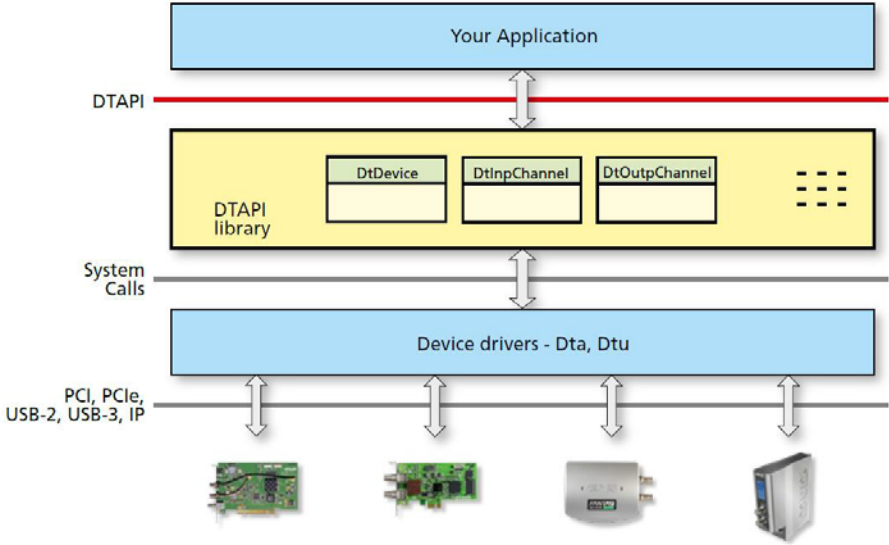 Your Application
DTAPI
DtDevice
DtInpChannel
DtOutpChannel
DTAPI
library
System
Calls
Device drivers - Dta, Dtu
PCI, PCIe,
USB-2, USB-3, IP